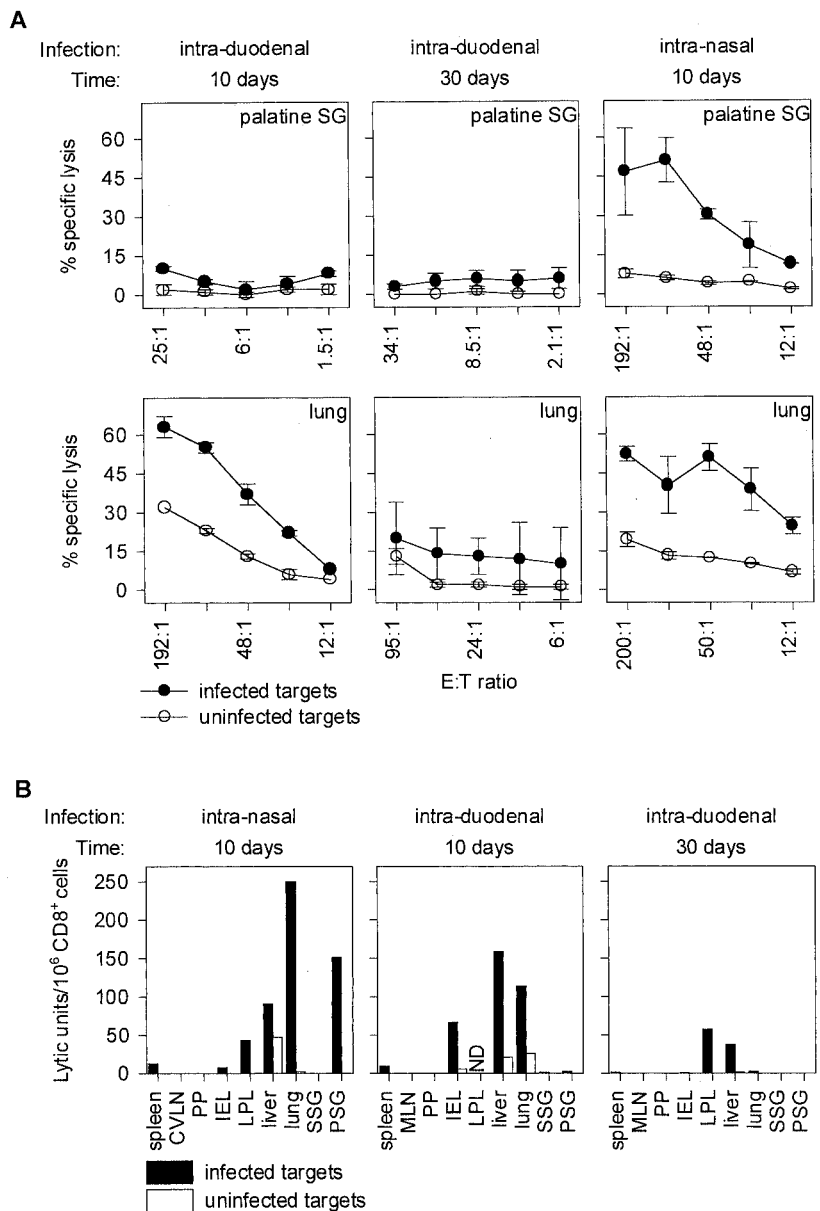 A
Infection: intra-duodenal intra-duodenal intra-nasal
Time: 10 days 30 days 10 days
palatine SG palatine SG palatine SG
% specific lysis
60
45
30
15
0
25:1 6:1 1.5:1 34:1 8.5:1 2.1:1 192:1 48:1 12:1
lung lung lung
% specific lysis
60
45
30
15
0
192:1 48:1 12:1 95:1 24:1 6:1 200:1 50:1 12:1
E:T ratio
infected targets
uninfected targets
B
Infection: intra-nasal intra-duodenal intra-duodenal
Time: 10 days 10 days 30 days
Lytic units/10⁶ CD8⁺ cells
250
200
150
100
50
0
ND
spleen CVLN PP IEL LPL liver lung SSG PSG spleen MLN PP IEL LPL liver lung SSG PSG spleen MLN PP IEL LPL liver lung SSG PSG
infected targets
uninfected targets